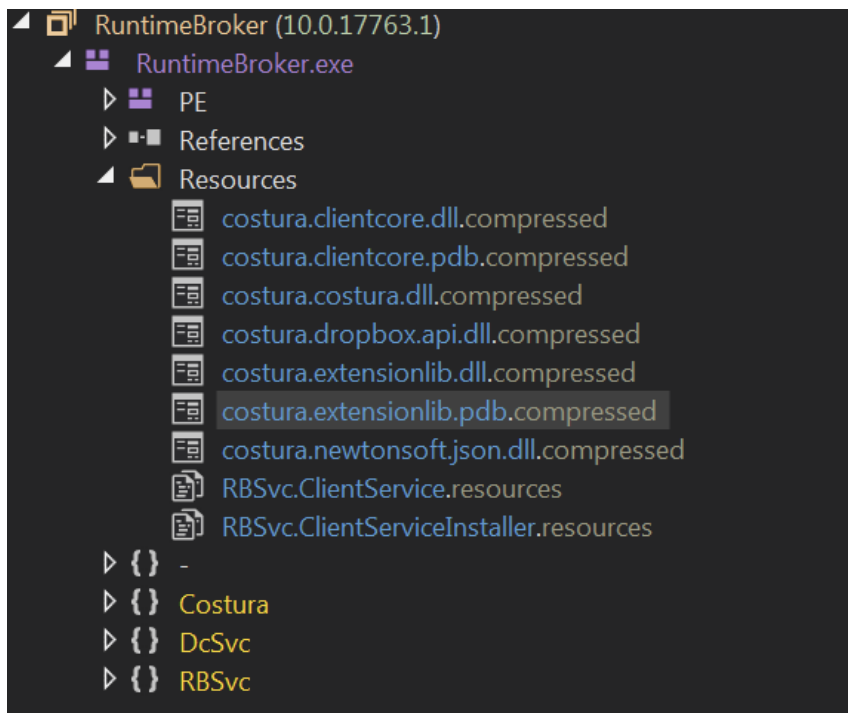 RuntimeBroker (10.0.17763.1)
RuntimeBroker.exe
PE
References
Resources
costura.clientcore.dll.compressed
costura.clientcore.pdb.compressed
costura.costura.dll.compressed
costura.dropbox.api.dll.compressed
costura.extensionlib.dll.compressed
costura.extensionlib.pdb.compressed
costura.newtonsoft.json.dll.compressed
RBSvc.ClientService.resources
RBSvc.ClientServiceInstaller.resources
{ } -
{ } Costura
{ } DcSvc
{ } RBSvc